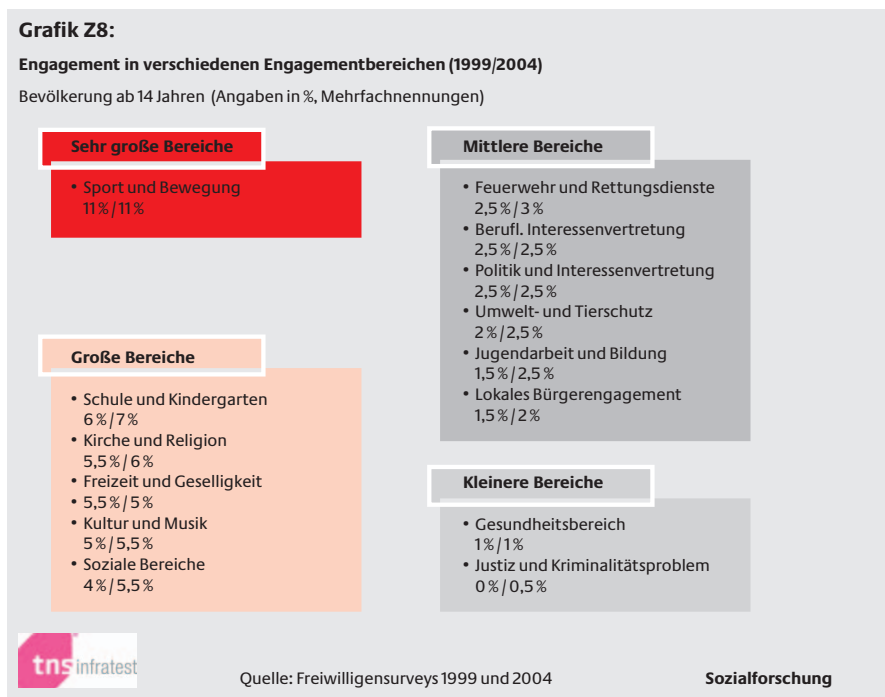 Grafik Z8:
Engagement in verschiedenen Engagementbereichen (1999/2004)
Bevölkerung ab 14 Jahren (Angaben in %, Mehrfachnennungen)
Sehr große Bereiche
• Sport und Bewegung
11 % / 11 %
Große Bereiche
• Schule und Kindergarten
6 % / 7 %
• Kirche und Religion
5,5 % / 6 %
• Freizeit und Geselligkeit
• 5,5 % / 5 %
• Kultur und Musik
5 % / 5,5 %
• Soziale Bereiche
4 % / 5,5 %
Mittlere Bereiche
• Feuerwehr und Rettungsdienste
2,5 % / 3 %
• Berufl. Interessenvertretung
2,5 % / 2,5 %
• Politik und Interessenvertretung
2,5 % / 2,5 %
• Umwelt- und Tierschutz
2 % / 2,5 %
• Jugendarbeit und Bildung
1,5 % / 2,5 %
• Lokales Bürgerengagement
1,5 % / 2 %
Kleinere Bereiche
• Gesundheitsbereich
1 % / 1 %
• Justiz und Kriminalitätsproblem
0 % / 0,5 %
tns infratest
Quelle: Freiwilligensurveys 1999 und 2004
Sozialforschung